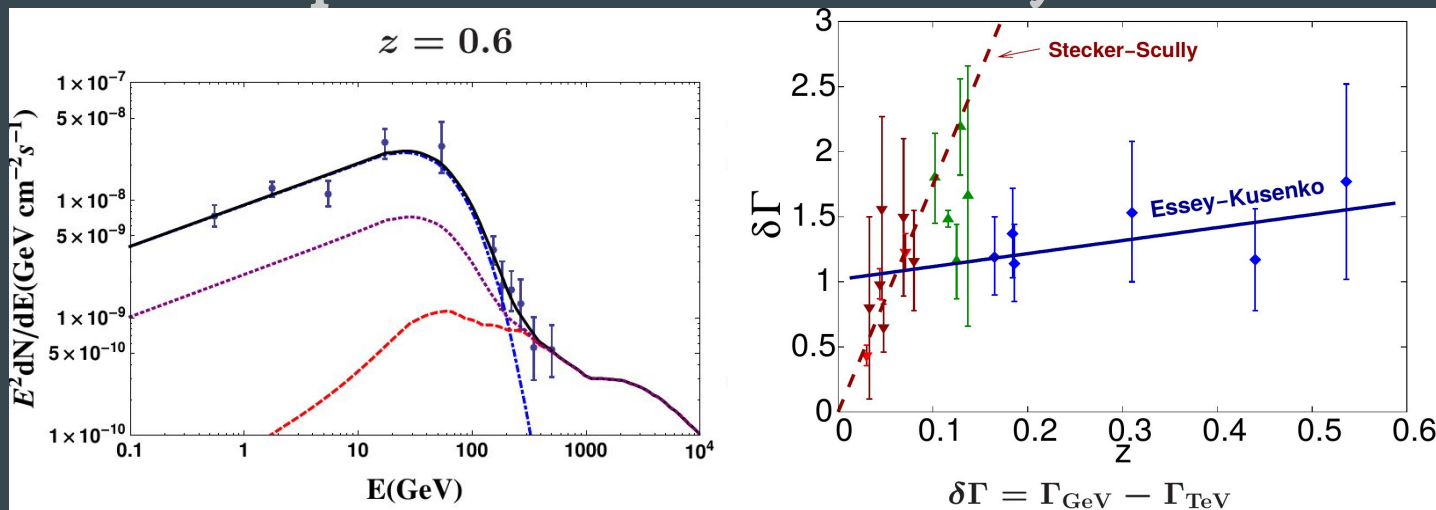 z = 0.6
E²dN/dE(GeV cm⁻²s⁻¹)
1×10⁻⁷
5×10⁻⁸
1×10⁻⁸
5×10⁻⁹
1×10⁻⁹
5×10⁻¹⁰
1×10⁻¹⁰
0.1 1 10 100 1000 10⁴
E(GeV)
δΓ
3
2.5
2
1.5
1
0.5
0
0 0.1 0.2 0.3 0.4 0.5 0.6
z
Stecker–Scully
Essey–Kusenko
δΓ = Γ_GeV − Γ_TeV